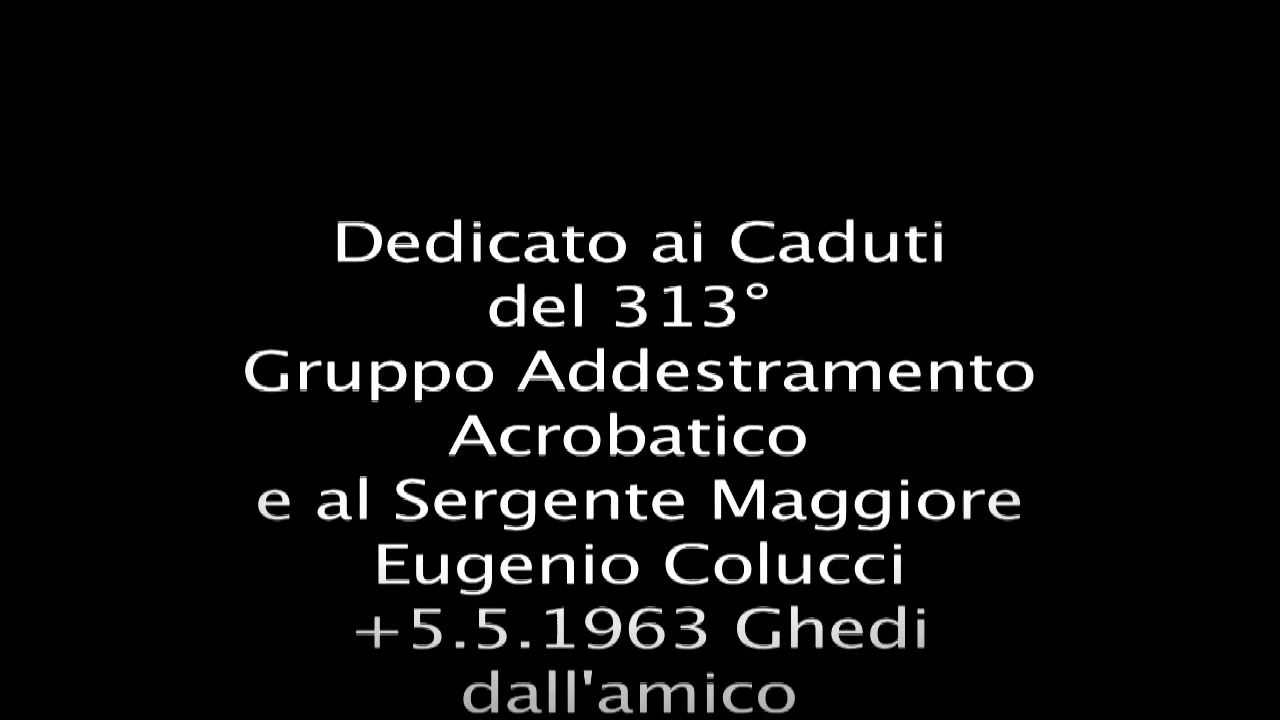 Dedicato ai Caduti
del 313°
Gruppo Addestramento
Acrobatico
e al Sergente Maggiore
Eugenio Colucci
+5.5.1963 Ghedi
dall'amico